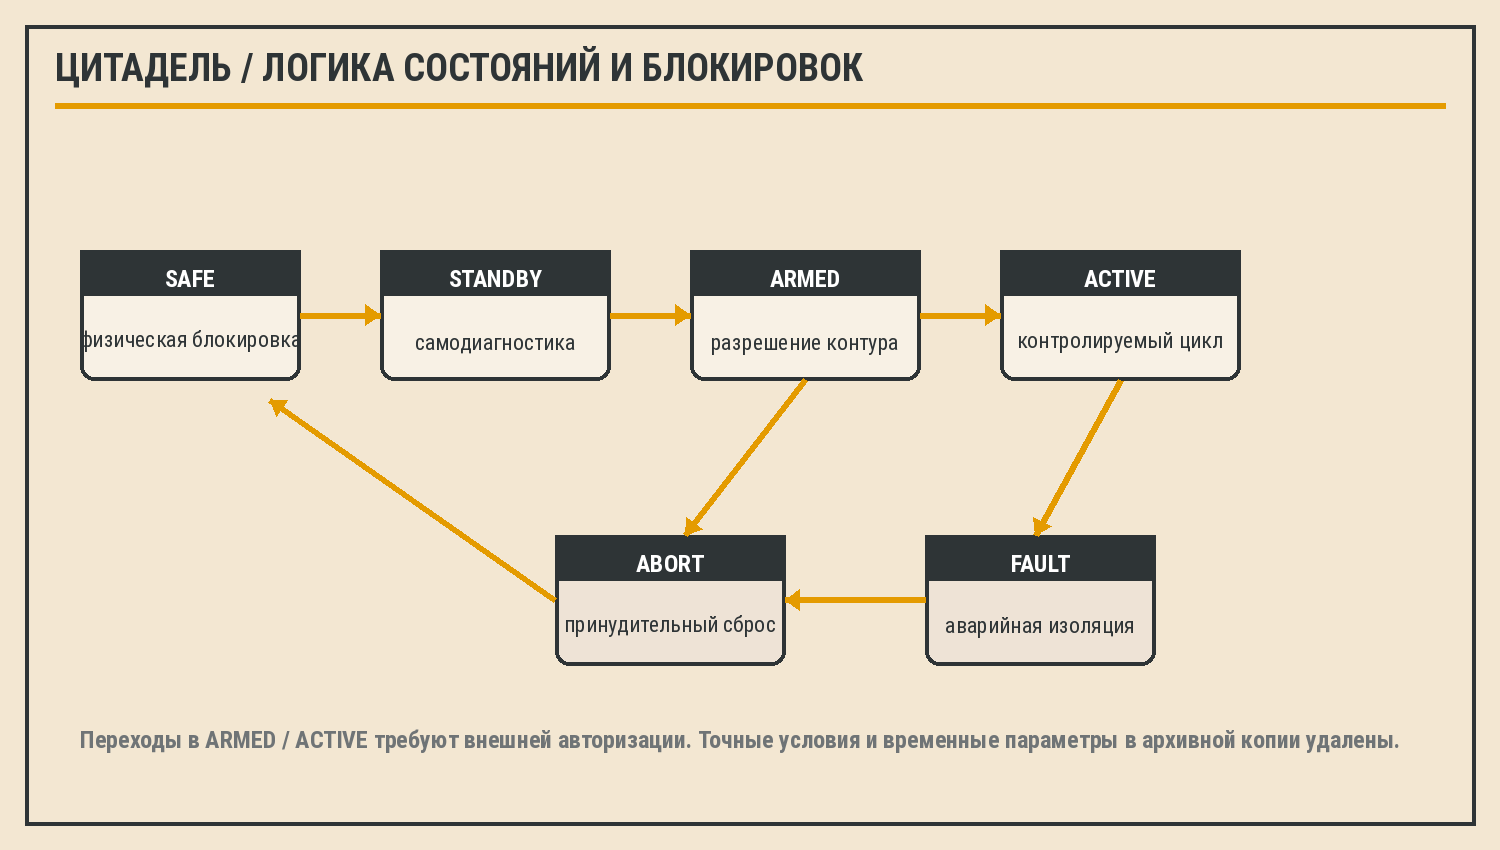 ЦИТАДЕЛЬ / ЛОГИКА СОСТОЯНИЙ И БЛОКИРОВОК
SAFE
физическая блокировка
STANDBY
самодиагностика
ARMED
разрешение контура
ACTIVE
контролируемый цикл
ABORT
принудительный сброс
FAULT
аварийная изоляция
Переходы в ARMED / ACTIVE требуют внешней авторизации. Точные условия и временные параметры в архивной копии удалены.